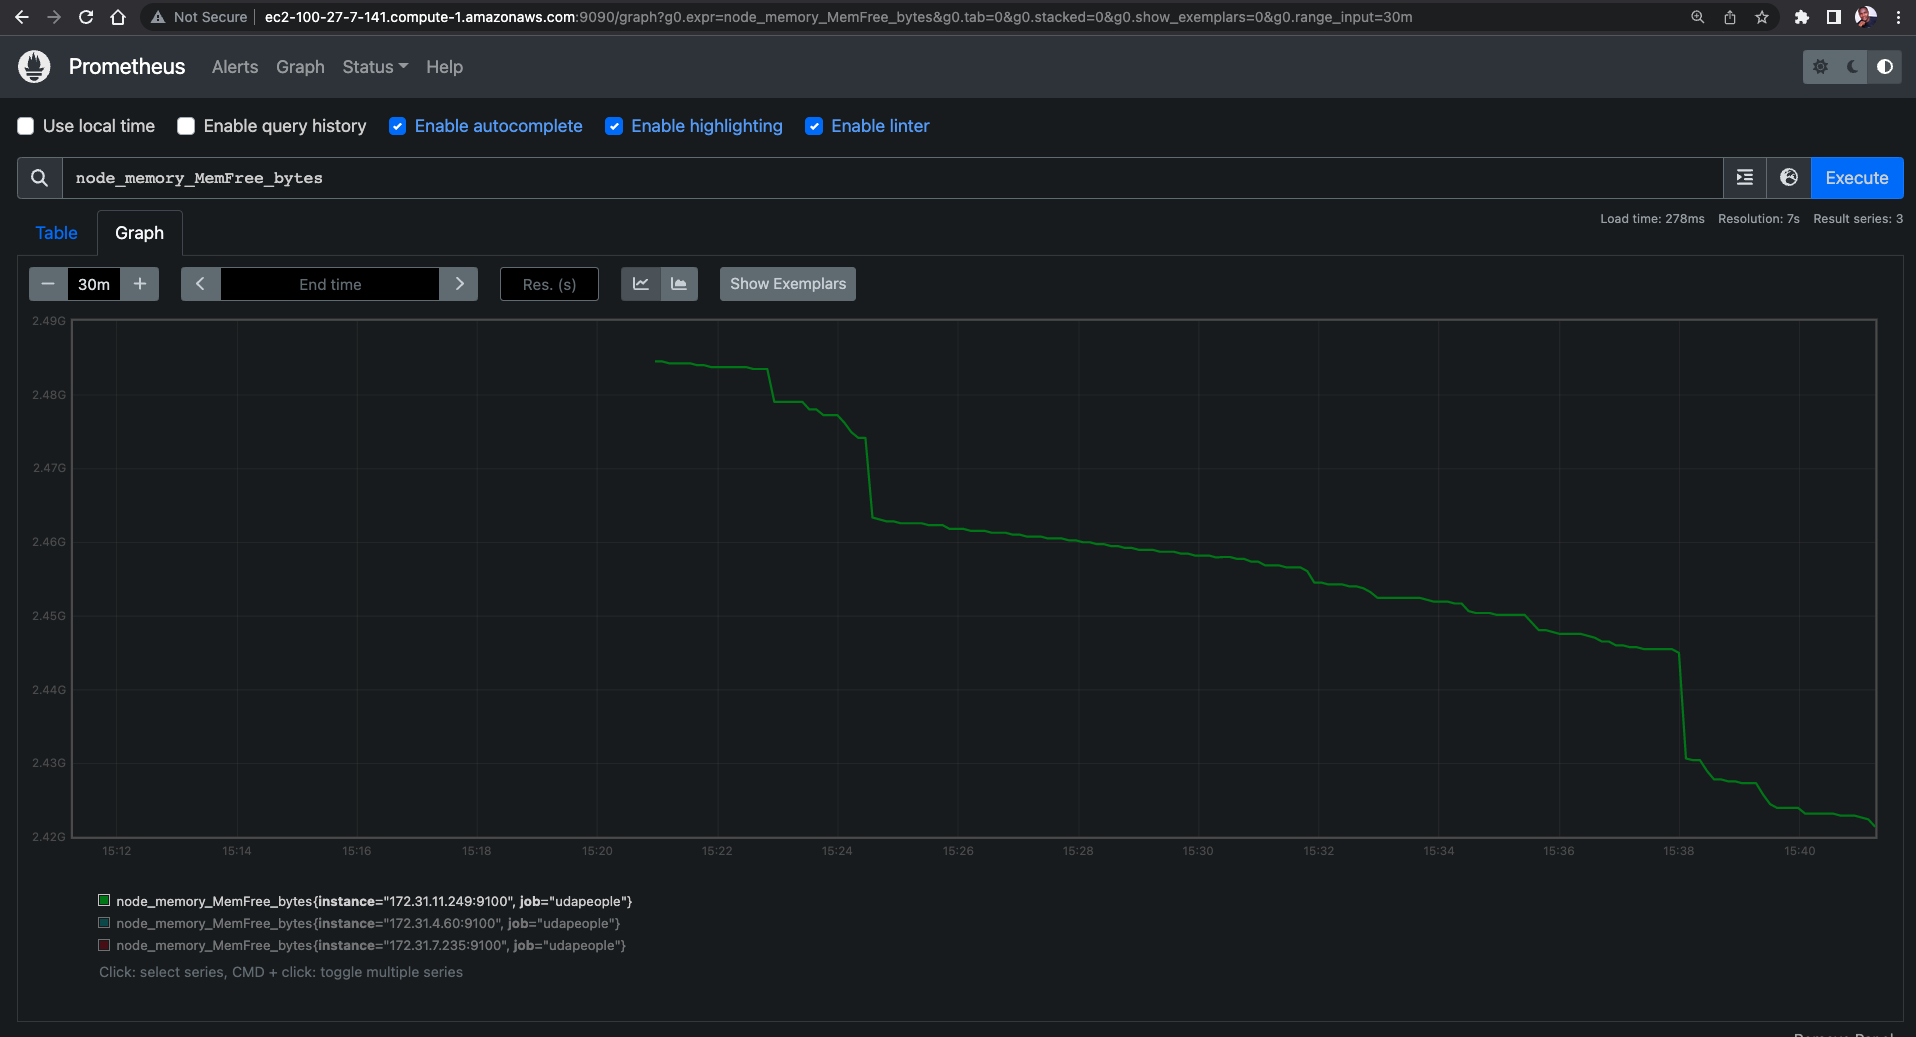 Not Secure ec2-100-27-7-141.compute-1.amazonaws.com:9090/graph?g0.expr=node_memory_MemFree_bytes&g0.tab=0&g0.stacked=0&g0.show_exemplars=0&g0.range_input=30m
Prometheus Alerts Graph Status Help
Use local time Enable query history Enable autocomplete Enable highlighting Enable linter
node_memory_MemFree_bytes Execute
Load time: 278ms Resolution: 7s Result series: 3
Table Graph
30m End time Res. (s) Show Exemplars
2.49G
2.48G
2.47G
2.46G
2.45G
2.44G
2.43G
2.42G
15:12 15:14 15:16 15:18 15:20 15:22 15:24 15:26 15:28 15:30 15:32 15:34 15:36 15:38 15:40
node_memory_MemFree_bytes{instance="172.31.11.249:9100", job="udapeople"}
node_memory_MemFree_bytes{instance="172.31.4.60:9100", job="udapeople"}
node_memory_MemFree_bytes{instance="172.31.7.235:9100", job="udapeople"}
Click: select series, CMD + click: toggle multiple series